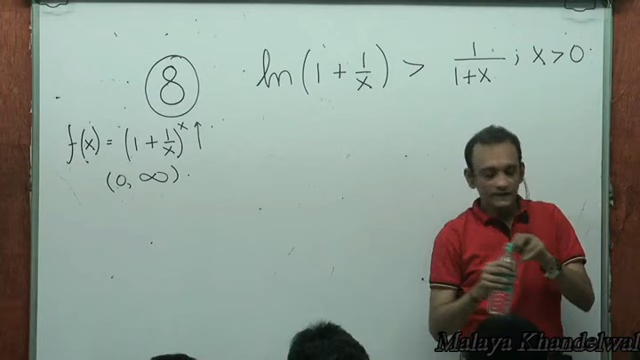 8
ln(1 + 1/x) > 1/(1+x) ; x > 0.
f(x) = (1 + 1/x)^x ↑
(0, ∞).
Malaya Khandelwal